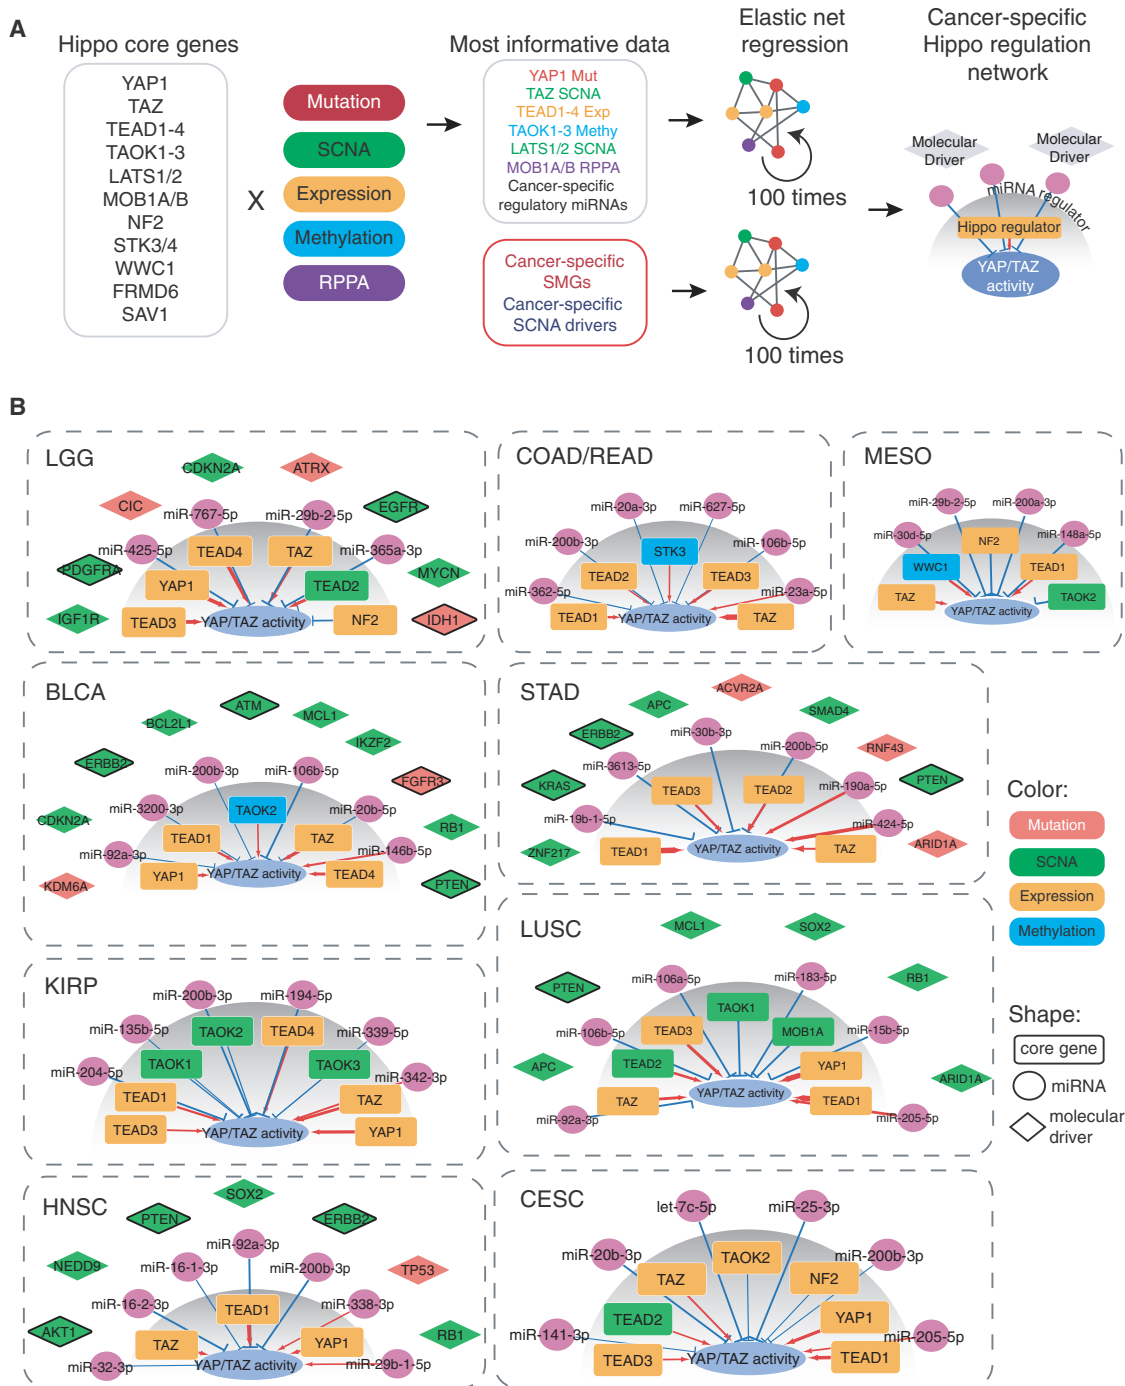 A
Hippo core genes
YAP1
TAZ
TEAD1-4
TAOK1-3
LATS1/2
MOB1A/B
NF2
STK3/4
WWC1
FRMD6
SAV1
X
Mutation
SCNA
Expression
Methylation
RPPA
Most informative data
YAP1 Mut
TAZ SCNA
TEAD1-4 Exp
TAOK1-3 Methy
LATS1/2 SCNA
MOB1A/B RPPA
Cancer-specific
regulatory miRNAs
Cancer-specific
SMGs
Cancer-specific
SCNA drivers
Elastic net
regression
100 times
100 times
Cancer-specific
Hippo regulation
network
Molecular
Driver
Molecular
Driver
miRNA regulator
Hippo regulator
YAP/TAZ
activity
B
LGG
CDKN2A
ATRX
CIC
miR-767-5p
miR-29b-2-5p
EGFR
miR-425-5p
TEAD4
TAZ
miR-365a-3p
PDGFRA
YAP1
TEAD2
MYCN
IGF1R
TEAD3
YAP/TAZ activity
NF2
IDH1
COAD/READ
miR-20a-3p
miR-627-5p
miR-200b-3p
STK3
miR-106b-5p
TEAD2
TEAD3
miR-362-5p
miR-23a-3p
TEAD1
YAP/TAZ activity
TAZ
MESO
miR-29b-2-5p
miR-200a-3p
miR-30d-5p
NF2
miR-148a-5p
WWC1
TEAD1
TAZ
YAP/TAZ activity
TAOK2
BLCA
ATM
BCL2L1
MCL1
IKZF2
ERBB2
miR-200b-3p
miR-106b-5p
FGFR3
miR-3200-3p
TAOK2
miR-20b-5p
CDKN2A
TEAD1
TAZ
RB1
miR-92a-3p
miR-146b-5p
KDM6A
YAP1
YAP/TAZ activity
TEAD4
PTEN
STAD
ACVR2A
APC
SMAD4
ERBB2
miR-30b-3p
miR-200b-5p
RNF43
miR-3613-5p
KRAS
TEAD3
TEAD2
miR-190a-5p
PTEN
miR-19b-1-5p
miR-424-5p
ZNF217
TEAD1
YAP/TAZ activity
TAZ
ARID1A
KIRP
miR-200b-3p
miR-194-5p
miR-135b-5p
TAOK2
TEAD4
miR-339-5p
TAOK1
TAOK3
miR-204-5p
miR-342-3p
TEAD1
TAZ
TEAD3
YAP/TAZ activity
YAP1
LUSC
MCL1
SOX2
PTEN
miR-106a-5p
miR-183-5p
RB1
TAOK1
miR-106b-5p
TEAD3
MOB1A
miR-15b-5p
APC
TEAD2
YAP1
ARID1A
TAZ
YAP/TAZ activity
TEAD1
miR-92a-3p
miR-205-5p
HNSC
SOX2
PTEN
ERBB2
miR-92a-3p
NEDD9
miR-16-1-3p
miR-200b-3p
TP53
miR-16-2-3p
TEAD1
miR-338-3p
AKT1
TAZ
YAP1
RB1
miR-32-3p
YAP/TAZ activity
miR-29b-1-5p
CESC
let-7c-5p
miR-25-3p
miR-20b-3p
TAOK2
miR-200b-3p
TAZ
NF2
TEAD2
YAP1
miR-141-3p
miR-205-5p
TEAD3
YAP/TAZ activity
TEAD1
Color:
Mutation
SCNA
Expression
Methylation
Shape:
core gene
miRNA
molecular
driver